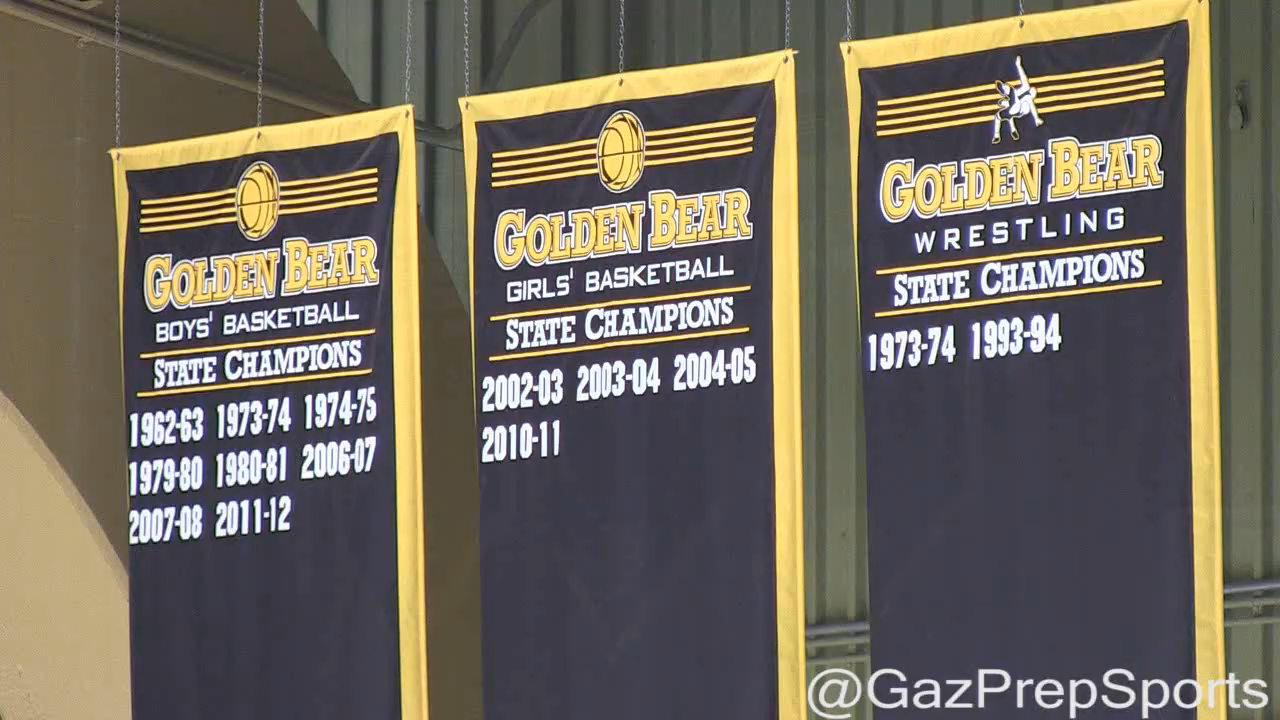 GOLDEN BEAR
BOYS' BASKETBALL
STATE CHAMPIONS
1962-63 1973-74 1974-75
1979-80 1980-81 2006-07
2007-08 2011-12
GOLDEN BEAR
GIRLS' BASKETBALL
STATE CHAMPIONS
2002-03 2003-04 2004-05
2010-11
GOLDEN BEAR
WRESTLING
STATE CHAMPIONS
1973-74 1993-94
@GazPrepSports